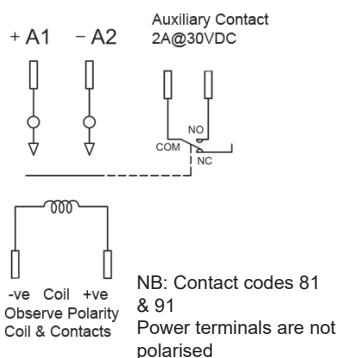 + A1 − A2
Auxiliary Contact
2A@30VDC
NO
COM
NC
-ve Coil +ve
Observe Polarity
Coil & Contacts
NB: Contact codes 81
& 91
Power terminals are not
polarised